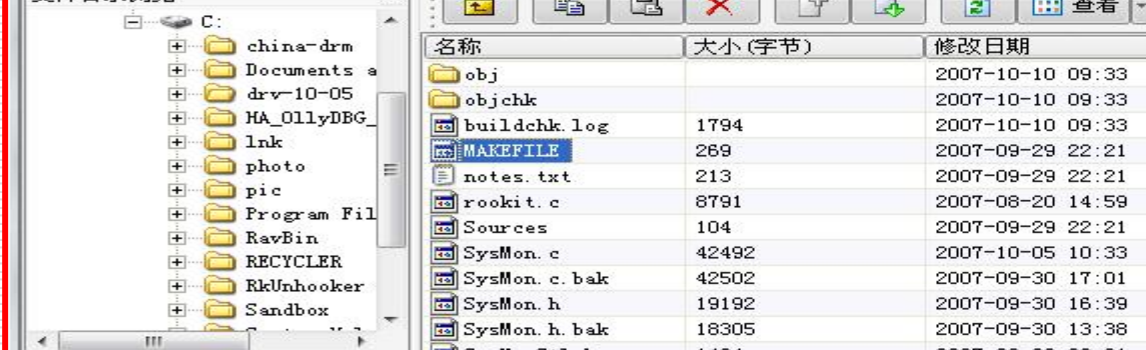 C:
china-drm
Documents a
drv-10-05
HA_OllyDBG_
lnk
photo
pic
Program Fil
RavBin
RECYCLER
RkUnhooker
Sandbox
查看
名称 大小(字节) 修改日期
obj 2007-10-10 09:33
objchk 2007-10-10 09:33
buildchk.log 1794 2007-10-10 09:33
MAKEFILE 269 2007-09-29 22:21
notes.txt 213 2007-09-29 22:21
rookit.c 8791 2007-08-20 14:59
Sources 104 2007-09-29 22:21
SysMon.c 42492 2007-10-05 10:33
SysMon.c.bak 42502 2007-09-30 17:01
SysMon.h 19192 2007-09-30 16:39
SysMon.h.bak 18305 2007-09-30 13:38